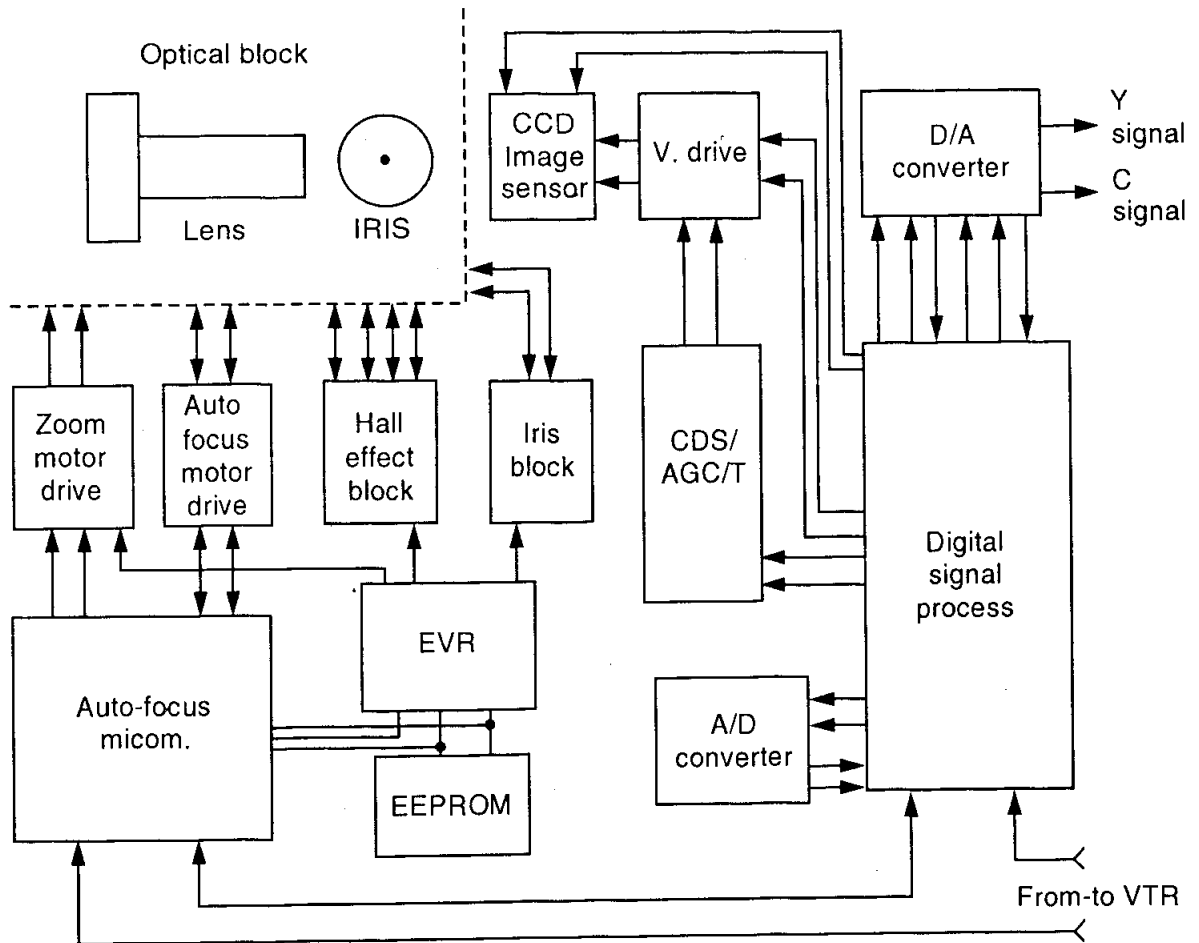 Optical block
Lens
IRIS
CCD
Image
sensor
V. drive
D/A
converter
Y
signal
C
signal
Zoom
motor
drive
Auto
focus
motor
drive
Hall
effect
block
Iris
block
CDS/
AGC/T
Digital
signal
process
EVR
Auto-focus
micom.
A/D
converter
EEPROM
From-to VTR